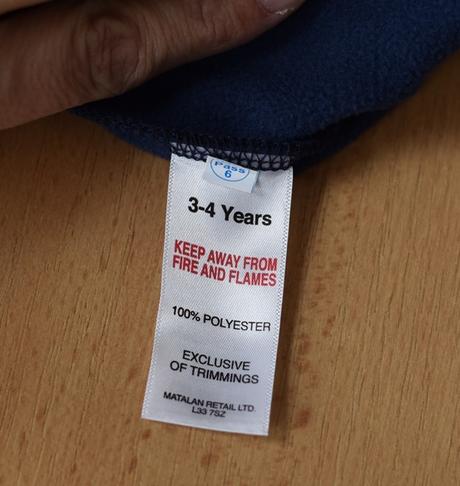 Pass
6
3-4 Years
KEEP AWAY FROM
FIRE AND FLAMES
100% POLYESTER
EXCLUSIVE
OF TRIMMINGS
MATALAN RETAIL LTD.
L33 7SZ